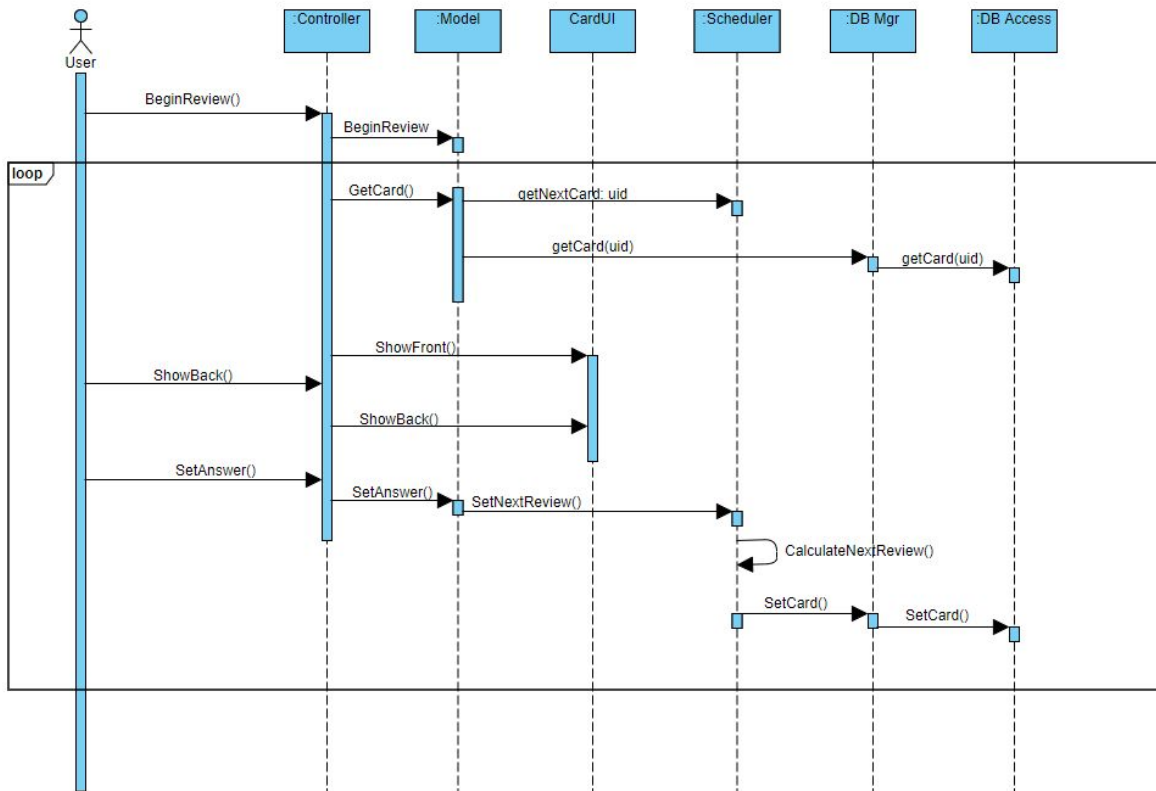 :Controller
:Model
CardUI
:Scheduler
:DB Mgr
:DB Access
User
BeginReview()
BeginReview
loop
GetCard()
getNextCard: uid
getCard(uid)
getCard(uid)
ShowFront()
ShowBack()
ShowBack()
SetAnswer()
SetAnswer()
SetNextReview()
CalculateNextReview()
SetCard()
SetCard()